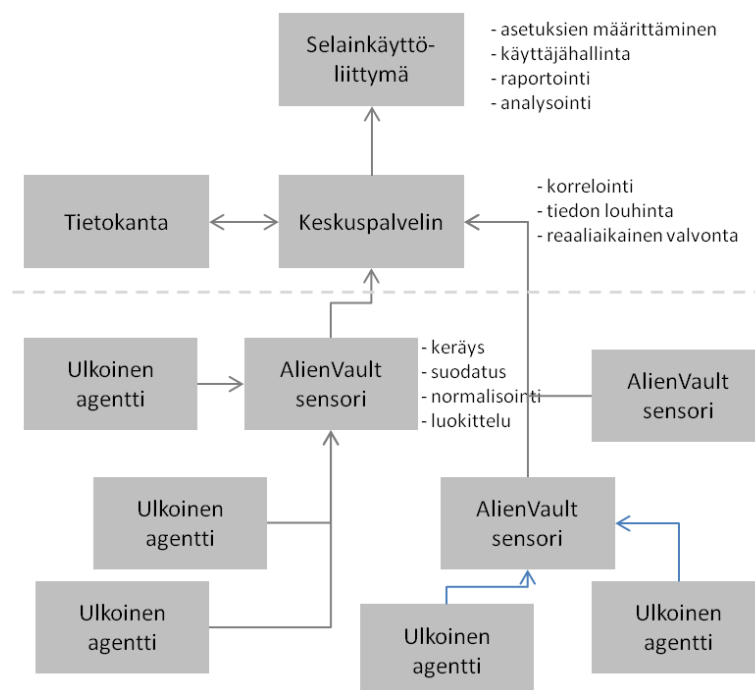 Selainkäyttö-
liittymä
- asetuksien määrittäminen
- käyttäjähallinta
- raportointi
- analysointi
Tietokanta
Keskuspalvelin
- korrelointi
- tiedon louhinta
- reaaliaikainen valvonta
Ulkoinen
agentti
AlienVault
sensori
- keräys
- suodatus
- normalisointi
- luokittelu
AlienVault
sensori
Ulkoinen
agentti
AlienVault
sensori
Ulkoinen
agentti
Ulkoinen
agentti
Ulkoinen
agentti